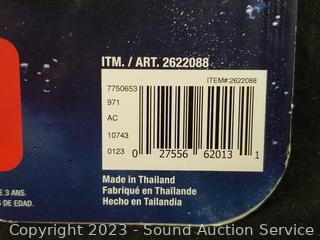 ITM. / ART. 2622088
ITEM#:2622088
7750653
971
AC
10743
0123
0 27556 62013 1
Made in Thailand
Fabriqué en Thaïlande
Hecho en Tailandia
E 3 ANS.
S DE EDAD.
Copyright 2023 - Sound Auction Service